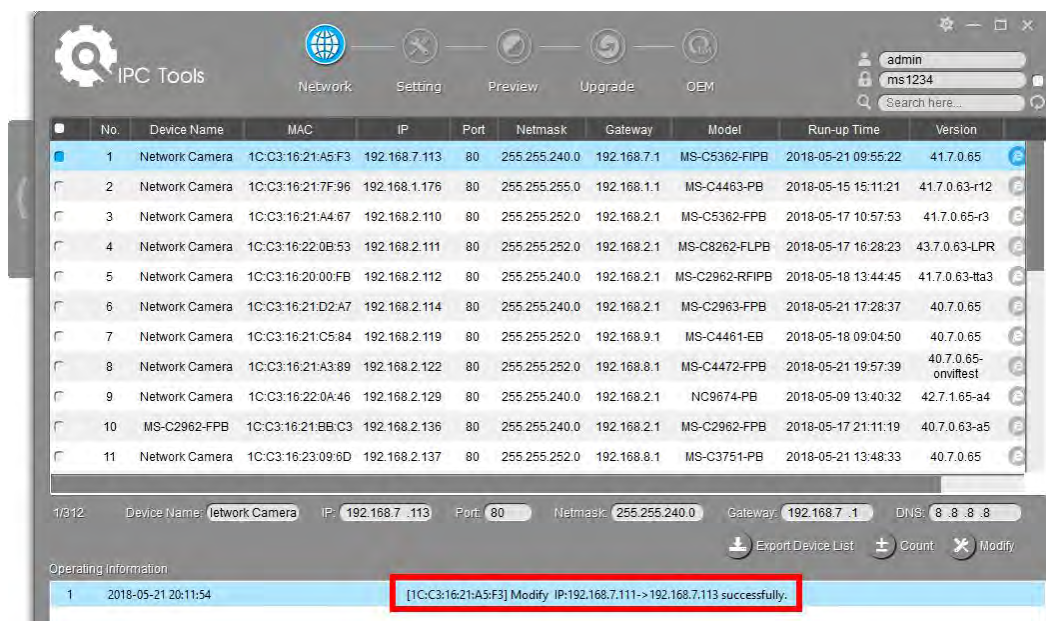 IPC Tools
Network Setting Preview Upgrade OEM
admin
ms1234
Search here...
No. Device Name MAC IP Port Netmask Gateway Model Run-up Time Version
1 Network Camera 1C:C3:16:21:A5:F3 192.168.7.113 80 255.255.240.0 192.168.7.1 MS-C5362-FIPB 2018-05-21 09:55:22 41.7.0.65
2 Network Camera 1C:C3:16:21:7F:96 192.168.1.176 80 255.255.255.0 192.168.1.1 MS-C4463-PB 2018-05-15 15:11:21 41.7.0.63-r12
3 Network Camera 1C:C3:16:21:A4:67 192.168.2.110 80 255.255.252.0 192.168.2.1 MS-C5362-FPB 2018-05-17 10:57:53 41.7.0.65-r3
4 Network Camera 1C:C3:16:22:0B:53 192.168.2.111 80 255.255.252.0 192.168.2.1 MS-C8262-FLPB 2018-05-17 16:28:23 43.7.0.63-LPR
5 Network Camera 1C:C3:16:20:00:FB 192.168.2.112 80 255.255.240.0 192.168.2.1 MS-C2962-RFIPB 2018-05-18 13:44:45 41.7.0.63-tta3
6 Network Camera 1C:C3:16:21:D2:A7 192.168.2.114 80 255.255.240.0 192.168.2.1 MS-C2963-FPB 2018-05-21 17:28:37 40.7.0.65
7 Network Camera 1C:C3:16:21:C5:84 192.168.2.119 80 255.255.252.0 192.168.9.1 MS-C4461-EB 2018-05-18 09:04:50 40.7.0.65
8 Network Camera 1C:C3:16:21:A3:89 192.168.2.122 80 255.255.252.0 192.168.8.1 MS-C4472-FPB 2018-05-21 19:57:39 40.7.0.65-
onviftest
9 Network Camera 1C:C3:16:22:0A:46 192.168.2.129 80 255.255.240.0 192.168.2.1 NC9674-PB 2018-05-09 13:40:32 42.7.1.65-a4
10 MS-C2962-FPB 1C:C3:16:21:BB:C3 192.168.2.136 80 255.255.240.0 192.168.2.1 MS-C2962-FPB 2018-05-17 21:11:19 40.7.0.63-a5
11 Network Camera 1C:C3:16:23:09:6D 192.168.2.137 80 255.255.252.0 192.168.8.1 MS-C3751-PB 2018-05-21 13:48:33 40.7.0.65
1/312 Device Name: letwork Camera IP: 192.168.7 .113 Port: 80 Netmask: 255.255.240.0 Gateway: 192.168.7 .1 DNS: 8 .8 .8 .8
Export Device List Count Modify
Operating Information
1 2018-05-21 20:11:54 [1C:C3:16:21:A5:F3] Modify IP:192.168.7.111->192.168.7.113 successfully.